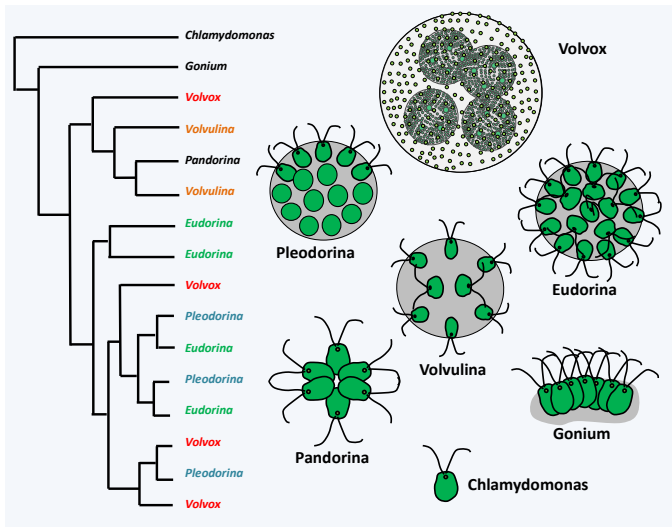 Chlamydomonas
Gonium
Volvox
Volvulina
Pandorina
Volvulina
Eudorina
Eudorina
Volvox
Pleodorina
Eudorina
Pleodorina
Eudorina
Volvox
Pleodorina
Volvox
Volvox
Pleodorina
Eudorina
Volvulina
Pandorina
Gonium
Chlamydomonas